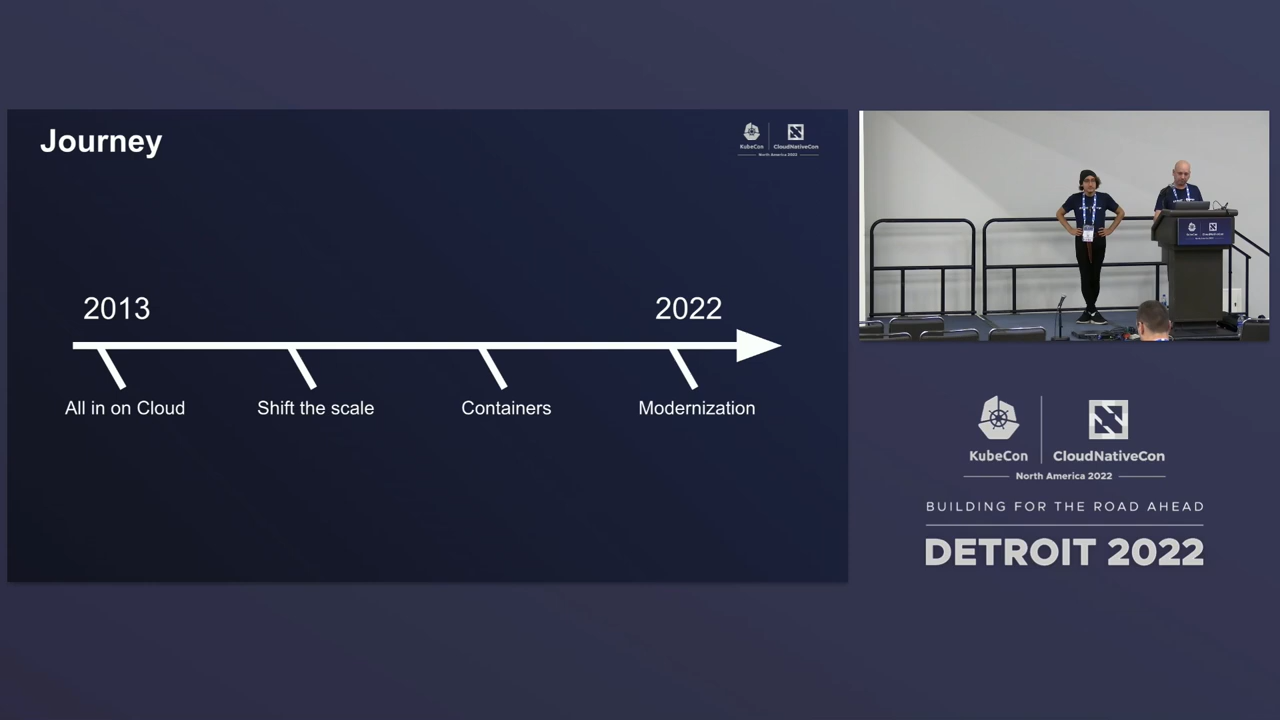 Journey
KubeCon
CloudNativeCon
North America 2022
2013
2022
All in on Cloud
Shift the scale
Containers
Modernization
KubeCon
CloudNativeCon
North America 2022
BUILDING FOR THE ROAD AHEAD
DETROIT 2022